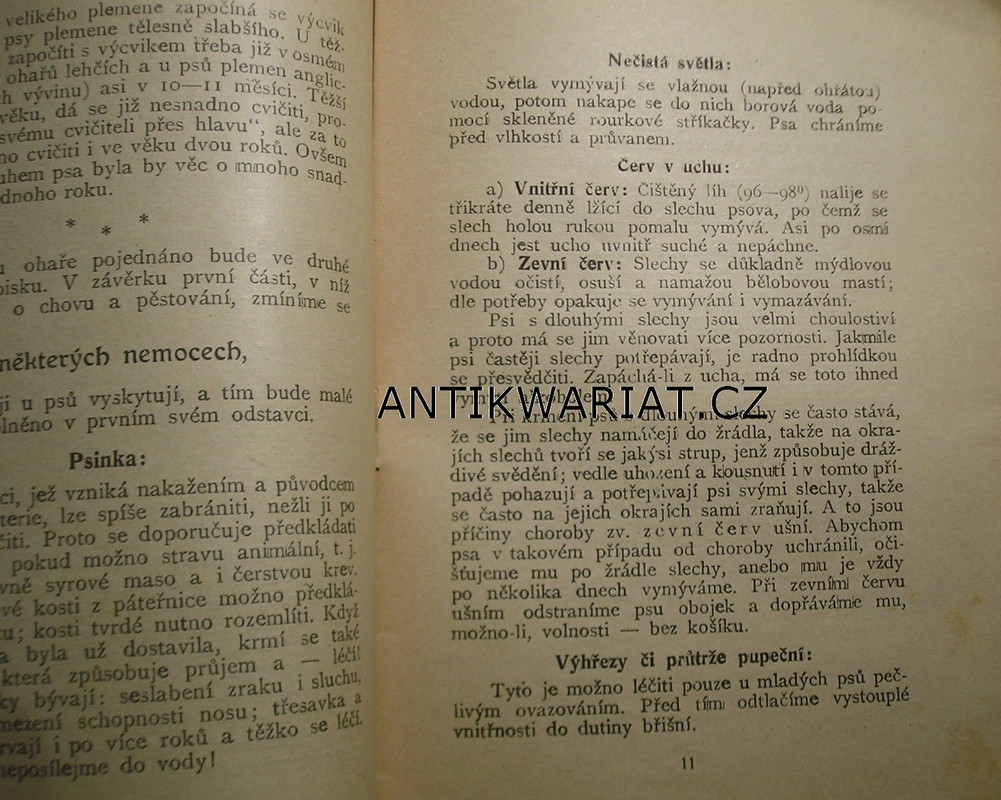 velikého plemene započíná se výcvik
psy plemene tělesně slabšího. U těž-
započíti s výcvikem třeba již v osmém
ohařů lehčích a u psů plemen anglic-
h vývinu) asi v 10—11 měsíci. Těžší
věku, dá se již nesnadno cvičiti, pro-
svému cvičiteli přes hlavu“, ale za to
no cvičiti i ve věku dvou roků. Ovšem
uhem psa byla by věc o mnoho snad-
dnoho roku.
* * *
u ohaře pojednáno bude ve druhé
pisku. V závěrku první části, v níž
o chovu a pěstování, zmíníme se
některých nemocech,
jí u psů vyskytují, a tím bude malé
lněno v prvním svém odstavci.
Psinka:
ci, jež vzniká nakažením a původcem
terie, lze spíše zabrániti, nežli ji po
čiti. Proto se doporučuje předkládati
pokud možno stravu animální, t. j.
vně syrové maso a i čerstvou krev.
vé kosti z páteřnice možno předklá-
u; kosti tvrdé nutno rozemlíti. Když
a byla už dostavila, krmí se také
která způsobuje průjem a — léčí!
ky bývají: seslabení zraku i sluchu,
mezení schopnosti nosu; třesavka a
rvají i po více roků a těžko se léčí.
neposílejme do vody!
Nečistá světla:
Světla vymývají se vlažnou (napřed ohřátou)
vodou, potom nakape se do nich borová voda po-
mocí skleněné rourkové stříkačky. Psa chráníme
před vlhkostí a průvanem.
Červ v uchu:
a) Vnitřní červ: Čištěný líh (96—98⁰) nalije se
třikráte denně lžící do slechu psova, po čemž se
slech holou rukou pomalu vymývá. Asi po osmi
dnech jest ucho uvnitř suché a nepáchne.
b) Zevní červ: Slechy se důkladně mýdlovou
vodou očistí, osuší a namažou bělobovou mastí;
dle potřeby opakuje se vymývání i vymazávání.
Psi s dlouhými slechy jsou velmi choulostiví
a proto má se jim věnovati více pozornosti. Jakmile
psi častěji slechy potřepávají, je radno prohlídkou
se přesvědčiti. Zapáchá-li z ucha, má se toto ihned
ANTIKWARIAT.CZ
Při krmení psů s dlouhými slechy se často stává,
že se jim slechy namáčejí do žrádla, takže na okra-
jích slechů tvoří se jakýsi strup, jenž způsobuje dráž-
divé svědění; vedle uhození a kousnutí i v tomto pří-
padě pohazují a potřepávají psi svými slechy, takže
se často na jejich okrajích sami zraňují. A to jsou
příčiny choroby zv. zevní červ ušní. Abychom
psa v takovém případu od choroby uchránili, oči-
šťujeme mu po žrádle slechy, anebo mu je vždy
po několika dnech vymýváme. Při zevním červu
ušním odstraníme psu obojek a dopřáváme mu,
možno-li, volnosti — bez košíku.
Výhřezy či průtrže pupeční:
Tyto je možno léčiti pouze u mladých psů peč-
livým ovazováním. Před tím odtlačíme vystouplé
vnitřnosti do dutiny břišní.
11